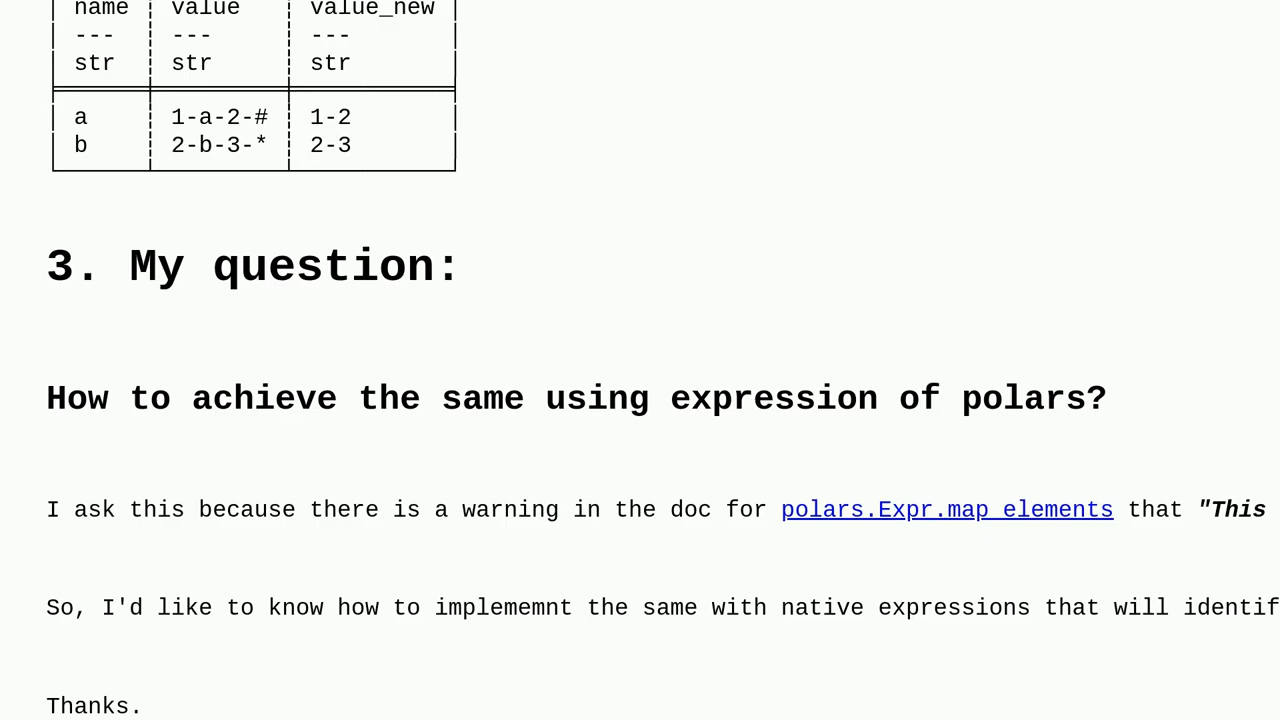 name value value_new
--- --- ---
str str str
a 1-a-2-# 1-2
b 2-b-3-* 2-3
3. My question:
How to achieve the same using expression of polars?
I ask this because there is a warning in the doc for polars.Expr.map_elements that "This
So, I'd like to know how to implememnt the same with native expressions that will identif
Thanks.